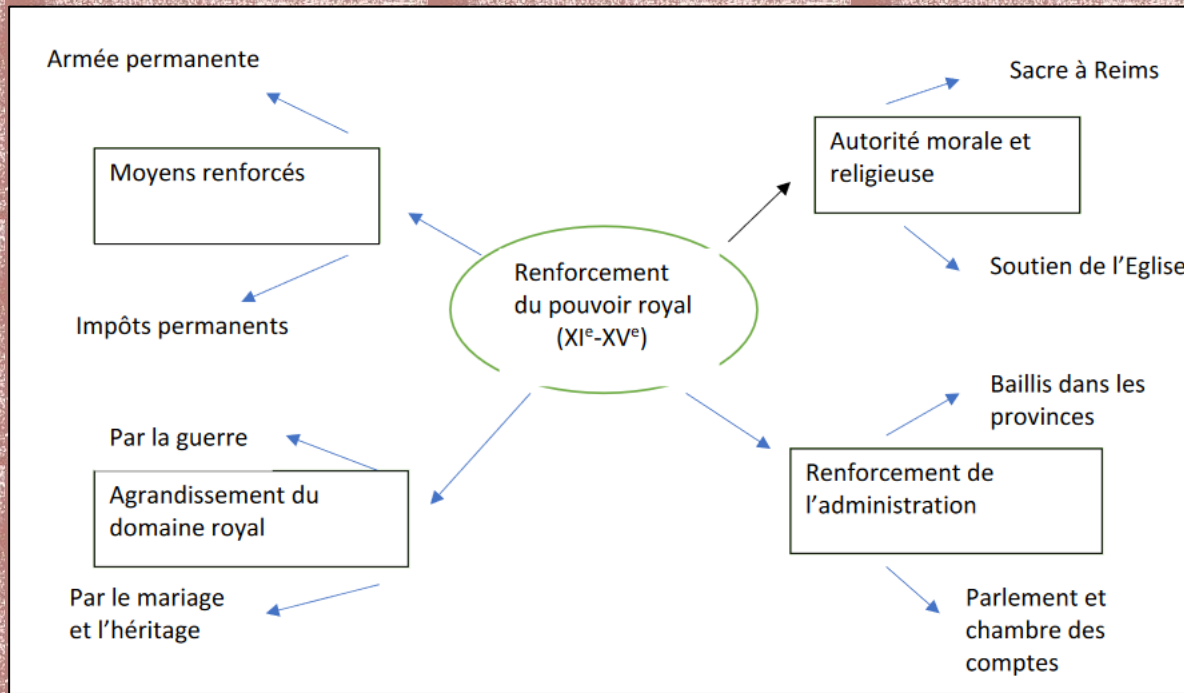 Armée permanente
Moyens renforcés
Impôts permanents
Sacre à Reims
Autorité morale et
religieuse
Soutien de l’Eglise
Renforcement
du pouvoir royal
(XIe-XVe)
Par la guerre
Agrandissement du
domaine royal
Par le mariage
et l’héritage
Baillis dans les
provinces
Renforcement de
l’administration
Parlement et
chambre des
comptes